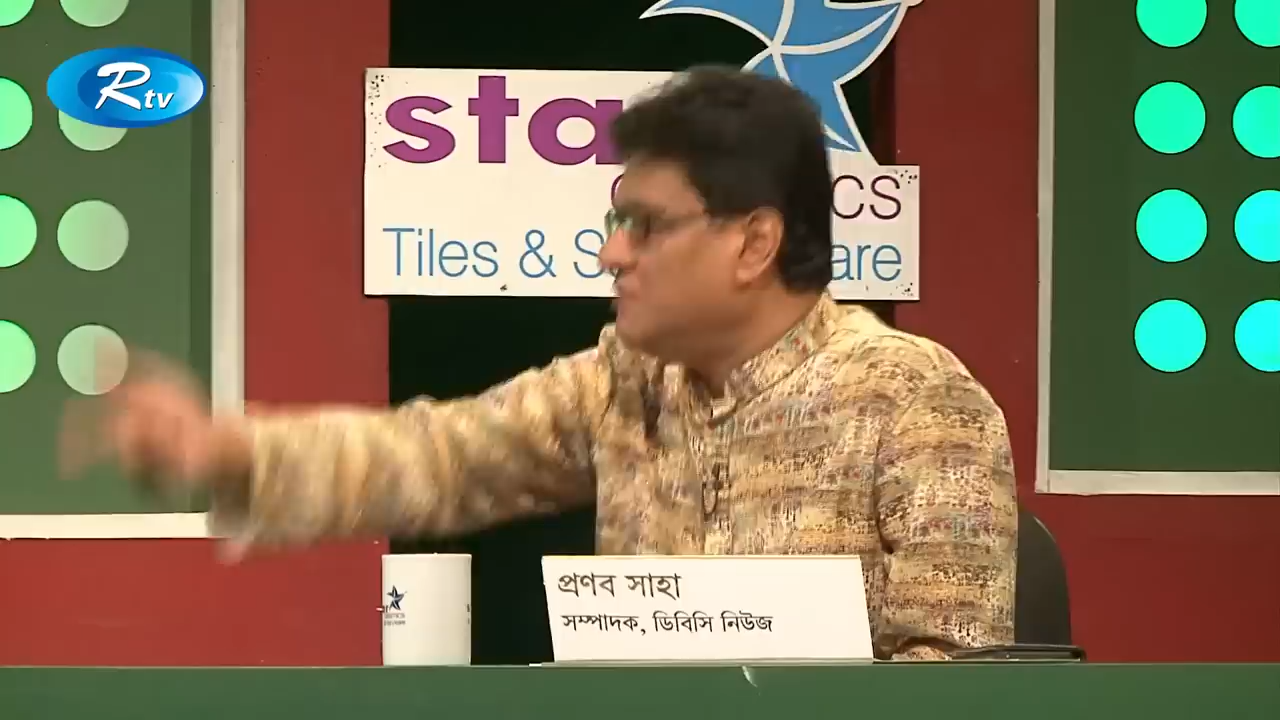 Rtv
sta
CS
Tiles & S are
প্রণব সাহা
সম্পাদক, ডিবিসি নিউজ